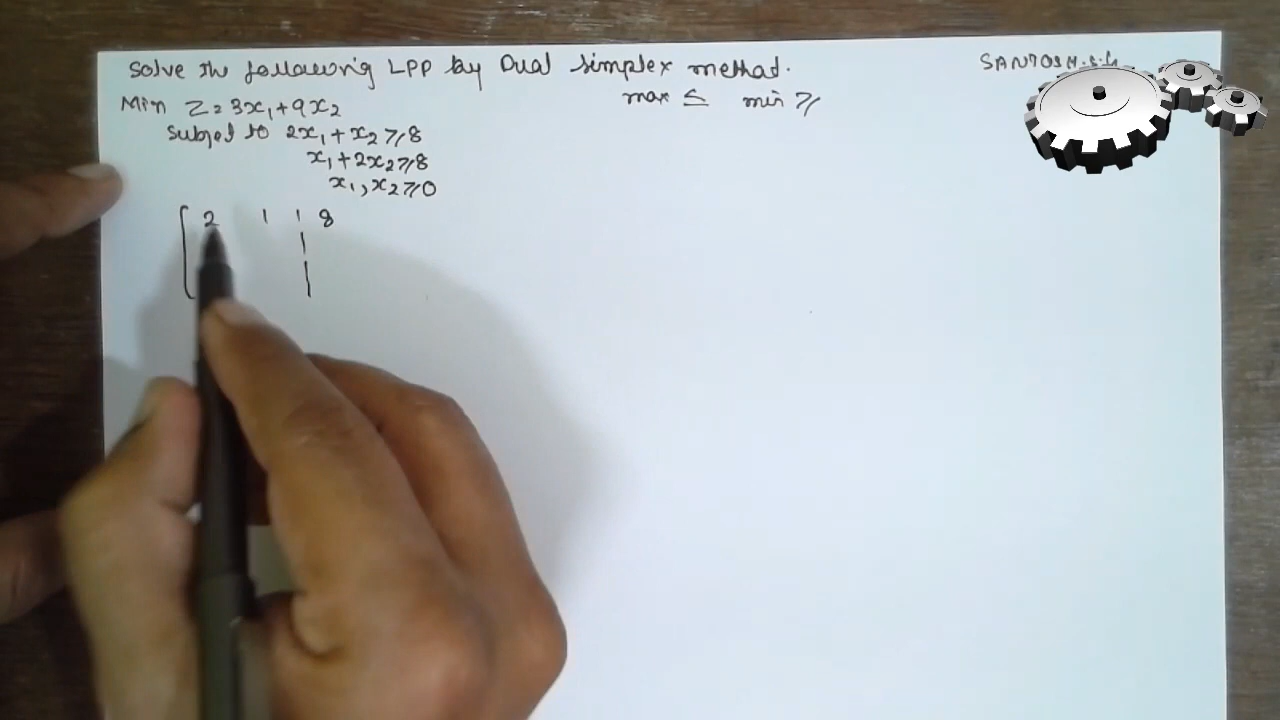 Solve the following LPP by Dual simplex method.
Min Z = 3x₁ + 9x₂
max ≤ min ≥
Subject to 2x₁ + x₂ ≥ 8
x₁ + 2x₂ ≥ 8
x₁, x₂ ≥ 0
2 1 | 8